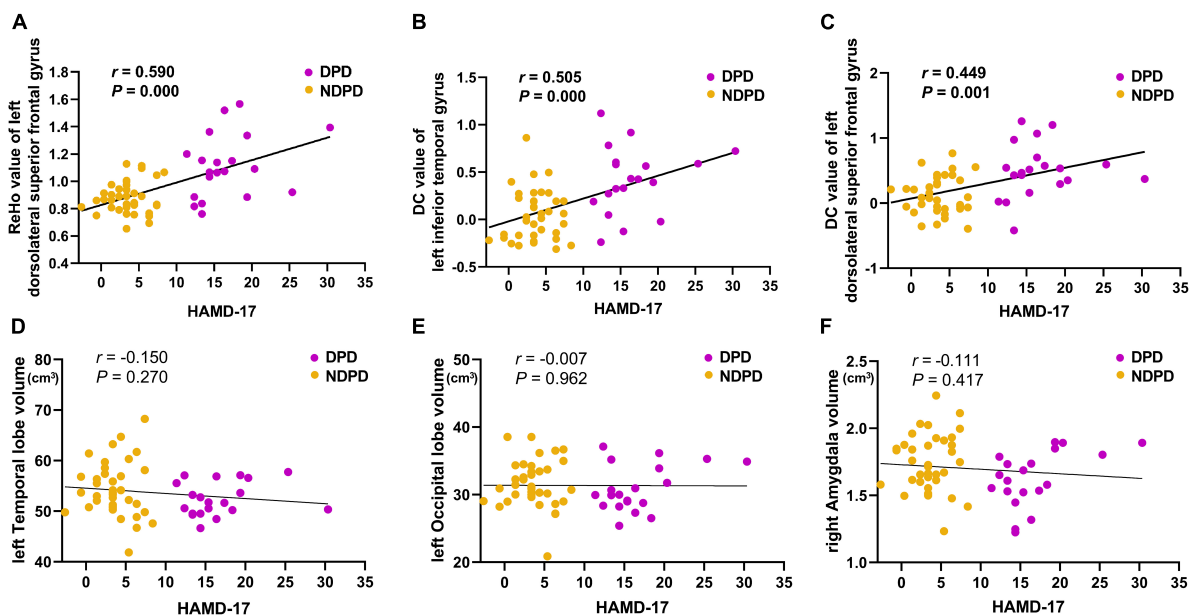 A
ReHo value of left
dorsolateral superior frontal gyrus
r = 0.590
P = 0.000
DPD
NDPD
1.8
1.6
1.4
1.2
1.0
0.8
0.6
0.4
0 5 10 15 20 25 30 35
HAMD-17
B
DC value of
left inferior temporal gyrus
r = 0.505
P = 0.000
DPD
NDPD
1.5
1.0
0.5
0.0
-0.5
0 5 10 15 20 25 30 35
HAMD-17
C
DC value of left
dorsolateral superior frontal gyrus
r = 0.449
P = 0.001
DPD
NDPD
2
1
0
-1
0 5 10 15 20 25 30 35
HAMD-17
D
left Temporal lobe volume
(cm³)
r = -0.150
P = 0.270
DPD
NDPD
80
70
60
50
40
0 5 10 15 20 25 30 35
HAMD-17
E
left Occipital lobe volume
(cm³)
r = -0.007
P = 0.962
DPD
NDPD
50
40
30
20
0 5 10 15 20 25 30 35
HAMD-17
F
right Amygdala volume
(cm³)
r = -0.111
P = 0.417
DPD
NDPD
2.5
2.0
1.5
1.0
0 5 10 15 20 25 30 35
HAMD-17